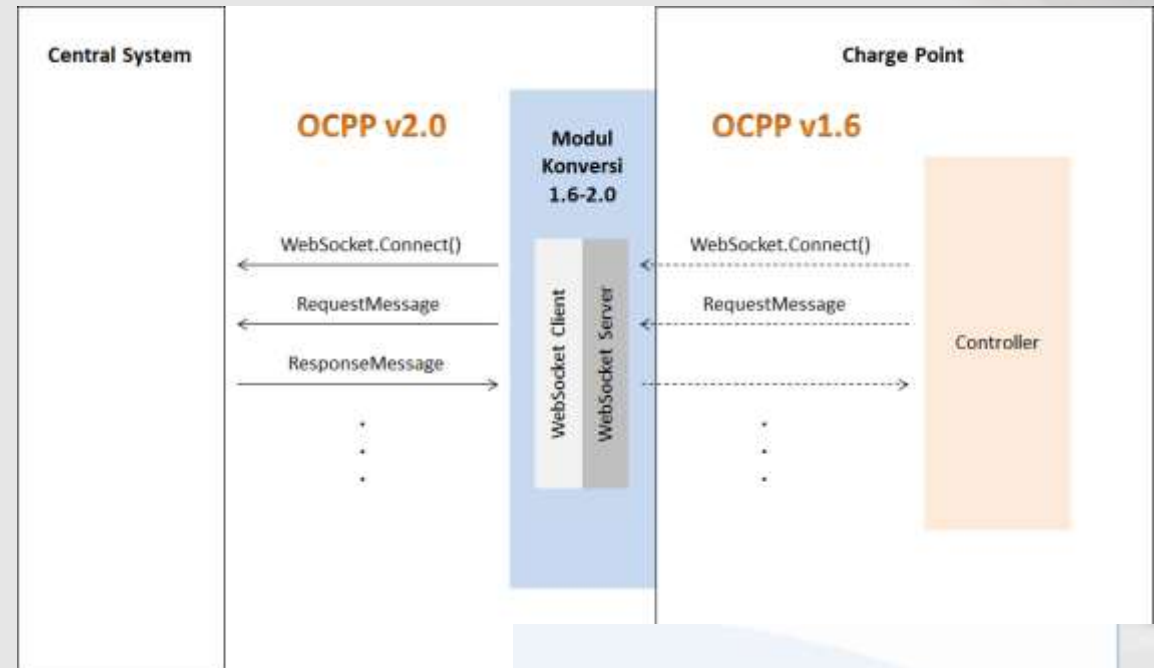 Central System
Charge Point
OCPP v2.0
OCPP v1.6
Modul
Konversi
1.6-2.0
WebSocket.Connect()
WebSocket.Connect()
RequestMessage
RequestMessage
ResponseMessage
WebSocket Client
WebSocket Server
Controller